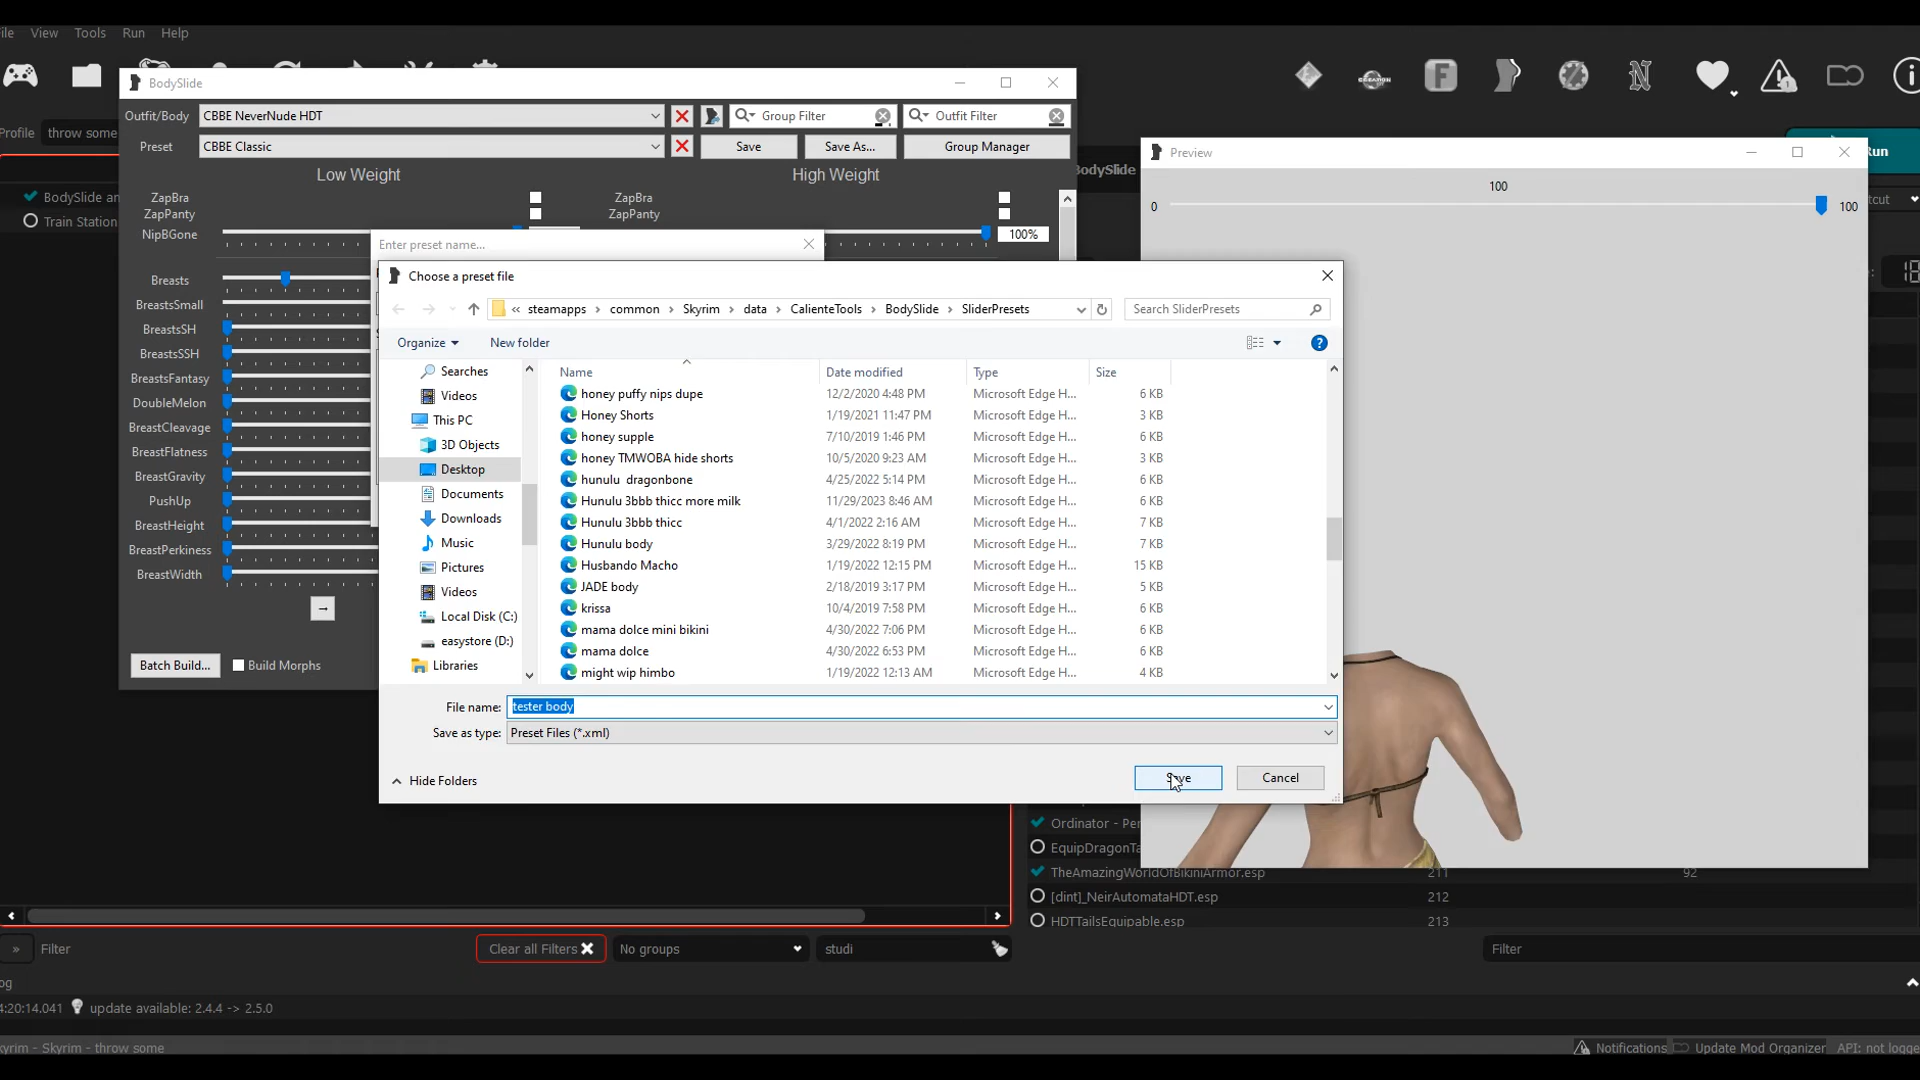 ile View Tools Run Help
BodySlide
Outfit/Body CBBE NeverNude HDT Group Filter Outfit Filter
Profile throw some Preset CBBE Classic Save Save As... Group Manager
Low Weight High Weight
ZapBra ZapBra
ZapPanty ZapPanty
NipBGone 100%
BodySlide an
Train Station
Breasts
BreastsSmall
BreastsSH
BreastsSSH
BreastsFantasy
DoubleMelon
BreastCleavage
BreastFlatness
BreastGravity
PushUp
BreastHeight
BreastPerkiness
BreastWidth
→
Batch Build... Build Morphs
Enter preset name...
Choose a preset file
« steamapps › common › Skyrim › data › CalienteTools › BodySlide › SliderPresets Search SliderPresets
Organize New folder
Searches
Videos
This PC
3D Objects
Desktop
Documents
Downloads
Music
Pictures
Videos
Local Disk (C:)
easystore (D:)
Libraries
Name Date modified Type Size
honey puffy nips dupe 12/2/2020 4:48 PM Microsoft Edge H... 6 KB
Honey Shorts 1/19/2021 11:47 PM Microsoft Edge H... 3 KB
honey supple 7/10/2019 1:46 PM Microsoft Edge H... 6 KB
honey TMWOBA hide shorts 10/5/2020 9:23 AM Microsoft Edge H... 3 KB
hunulu dragonbone 4/25/2022 5:14 PM Microsoft Edge H... 6 KB
Hunulu 3bbb thicc more milk 11/29/2023 8:46 AM Microsoft Edge H... 6 KB
Hunulu 3bbb thicc 4/1/2022 2:16 AM Microsoft Edge H... 7 KB
Hunulu body 3/29/2022 8:19 PM Microsoft Edge H... 7 KB
Husbando Macho 1/19/2022 12:15 PM Microsoft Edge H... 15 KB
JADE body 2/18/2019 3:17 PM Microsoft Edge H... 5 KB
krissa 10/4/2019 7:58 PM Microsoft Edge H... 6 KB
mama dolce mini bikini 4/30/2022 7:06 PM Microsoft Edge H... 6 KB
mama dolce 4/30/2022 6:53 PM Microsoft Edge H... 6 KB
might wip himbo 1/19/2022 12:13 AM Microsoft Edge H... 4 KB
File name: tester body
Save as type: Preset Files (*.xml)
Hide Folders Save Cancel
Preview
100
0 100
BodySlide
Run
tcut
Ordinator - Per
EquipDragonTa
TheAmazingWorldOfBikiniArmor.esp 211 92
[dint]_NeirAutomataHDT.esp 212
HDTTailsEquipable.esp 213
» Filter Clear all Filters No groups studi Filter
og
4:20:14.041 update available: 2.4.4 -> 2.5.0
kyrim - Skyrim - throw some Notifications Update Mod Organizer API: not logge